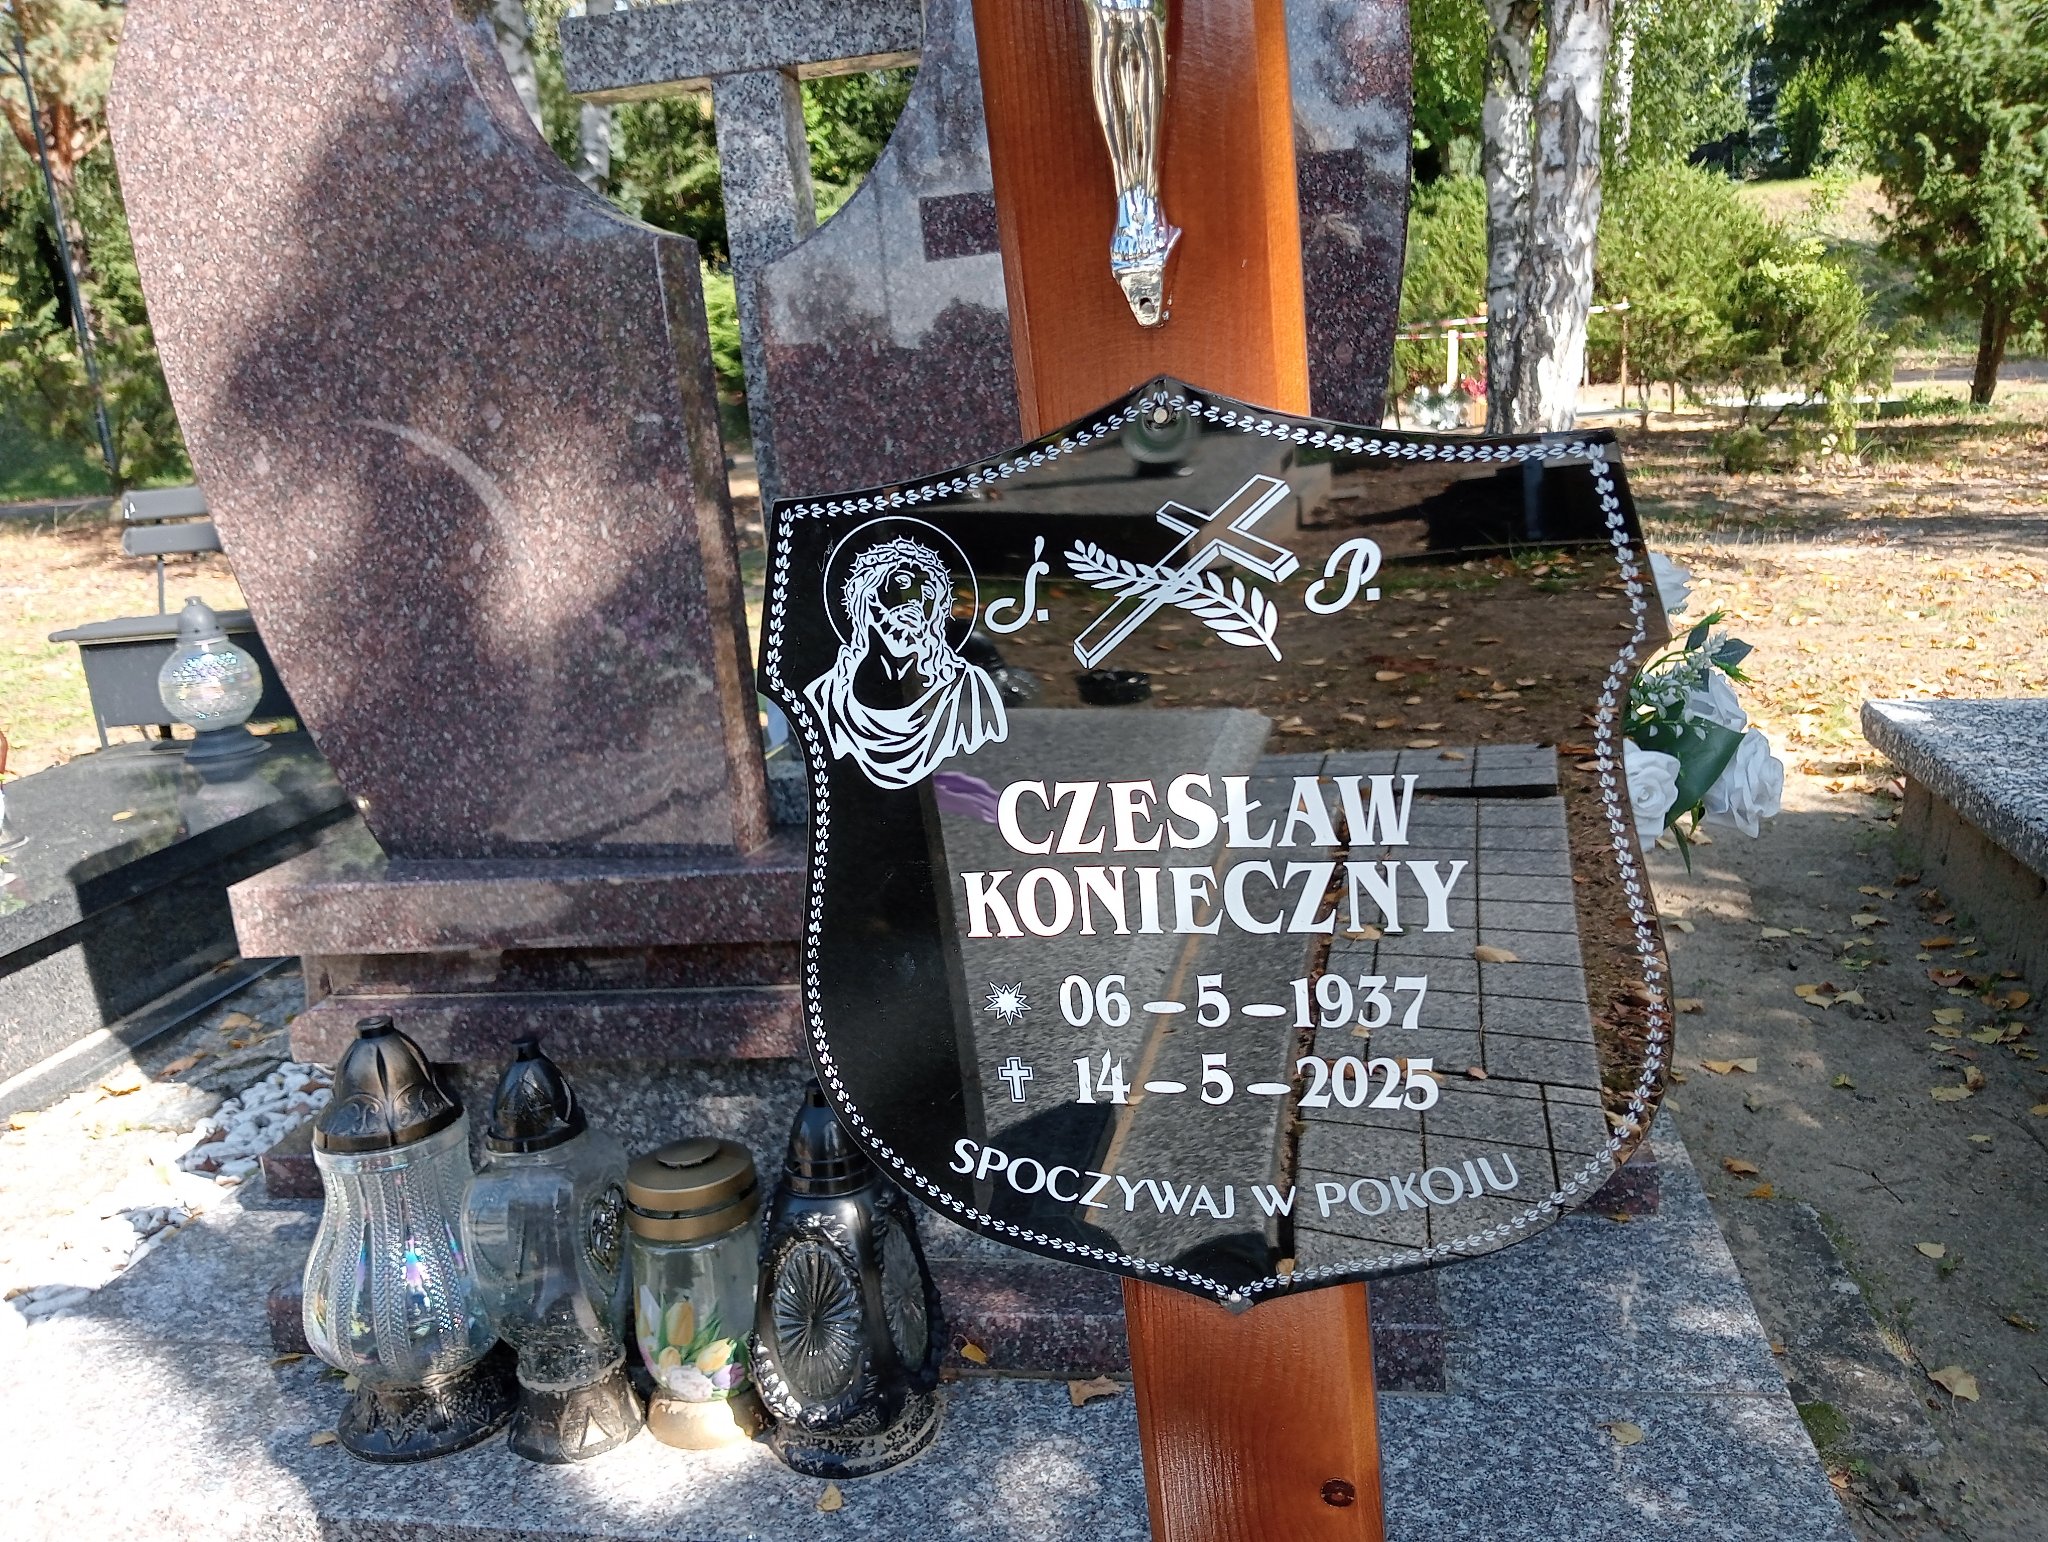 Ś. P.
CZESŁAW
KONIECZNY
06-5-1937
14-5-2025
SPOCZYWAJ W POKOJU